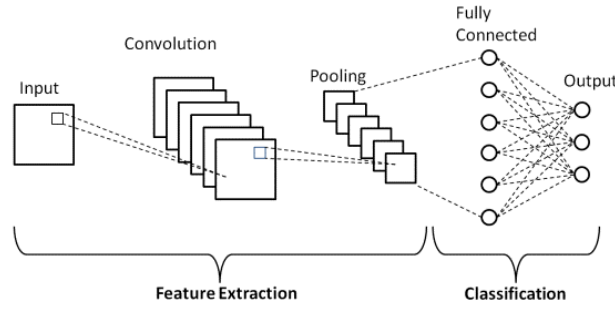 Input
Convolution
Pooling
Fully
Connected
Output
Feature Extraction
Classification